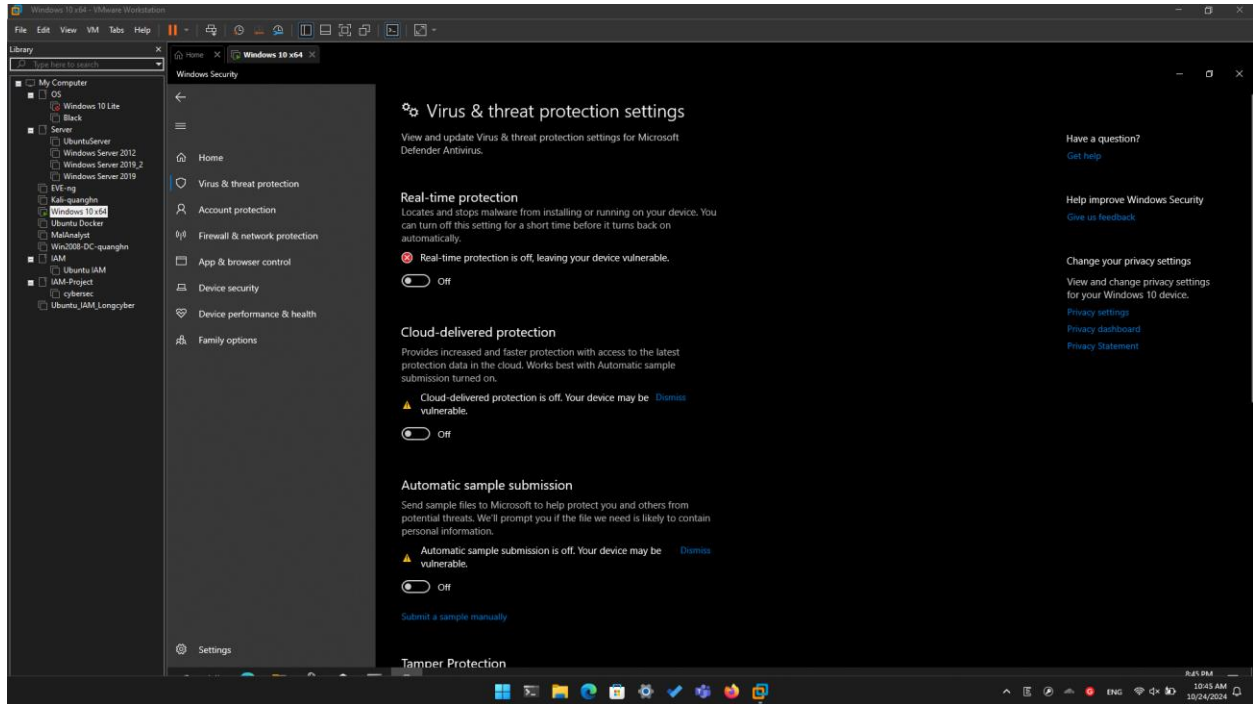 Windows 10 x64 - VMware Workstation
File Edit View VM Tabs Help
Library
Type here to search
My Computer
OS
Windows 10 Lite
Black
Server
UbuntuServer
Windows Server 2012
Windows Server 2019_2
Windows Server 2019
EVE-ng
Kali-quanghn
Windows 10 x64
Ubuntu Docker
MalAnalyst
Win2008-DC-quanghn
IAM
Ubuntu IAM
IAM-Project
cybersec
Ubuntu_IAM_Longcyber
Home Windows 10 x64
Windows Security
Home
Virus & threat protection
Account protection
Firewall & network protection
App & browser control
Device security
Device performance & health
Family options
Settings
Virus & threat protection settings
View and update Virus & threat protection settings for Microsoft
Defender Antivirus.
Real-time protection
Locates and stops malware from installing or running on your device. You
can turn off this setting for a short time before it turns back on
automatically.
Real-time protection is off, leaving your device vulnerable.
Off
Cloud-delivered protection
Provides increased and faster protection with access to the latest
protection data in the cloud. Works best with Automatic sample
submission turned on.
Cloud-delivered protection is off. Your device may be Dismiss
vulnerable.
Off
Automatic sample submission
Send sample files to Microsoft to help protect you and others from
potential threats. We'll prompt you if the file we need is likely to contain
personal information.
Automatic sample submission is off. Your device may be Dismiss
vulnerable.
Off
Submit a sample manually
Tamper Protection
Have a question?
Get help
Help improve Windows Security
Give us feedback
Change your privacy settings
View and change privacy settings
for your Windows 10 device.
Privacy settings
Privacy dashboard
Privacy Statement
8:45 PM
ENG
10:45 AM
10/24/2024